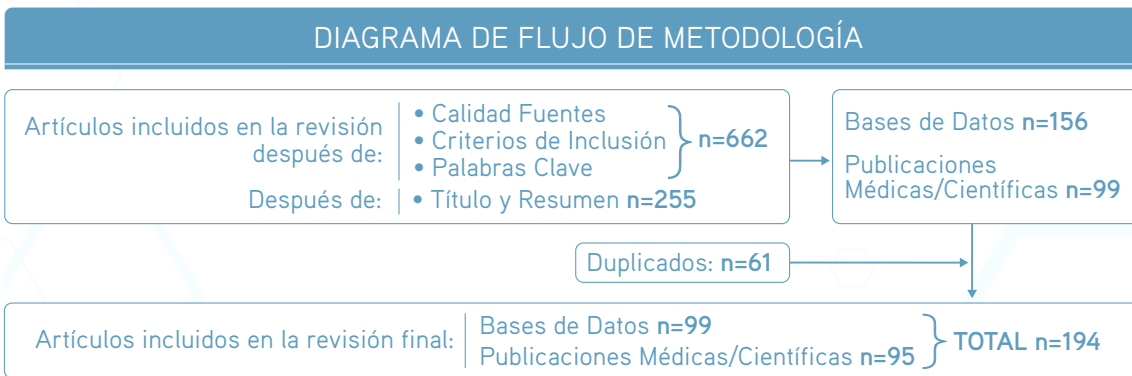 DIAGRAMA DE FLUJO DE METODOLOGÍA
Artículos incluidos en la revisión
después de:
• Calidad Fuentes
• Criterios de Inclusión
• Palabras Clave
n=662
Después de:
• Título y Resumen n=255
Bases de Datos n=156
Publicaciones
Médicas/Científicas n=99
Duplicados: n=61
Artículos incluidos en la revisión final:
Bases de Datos n=99
Publicaciones Médicas/Científicas n=95
TOTAL n=194